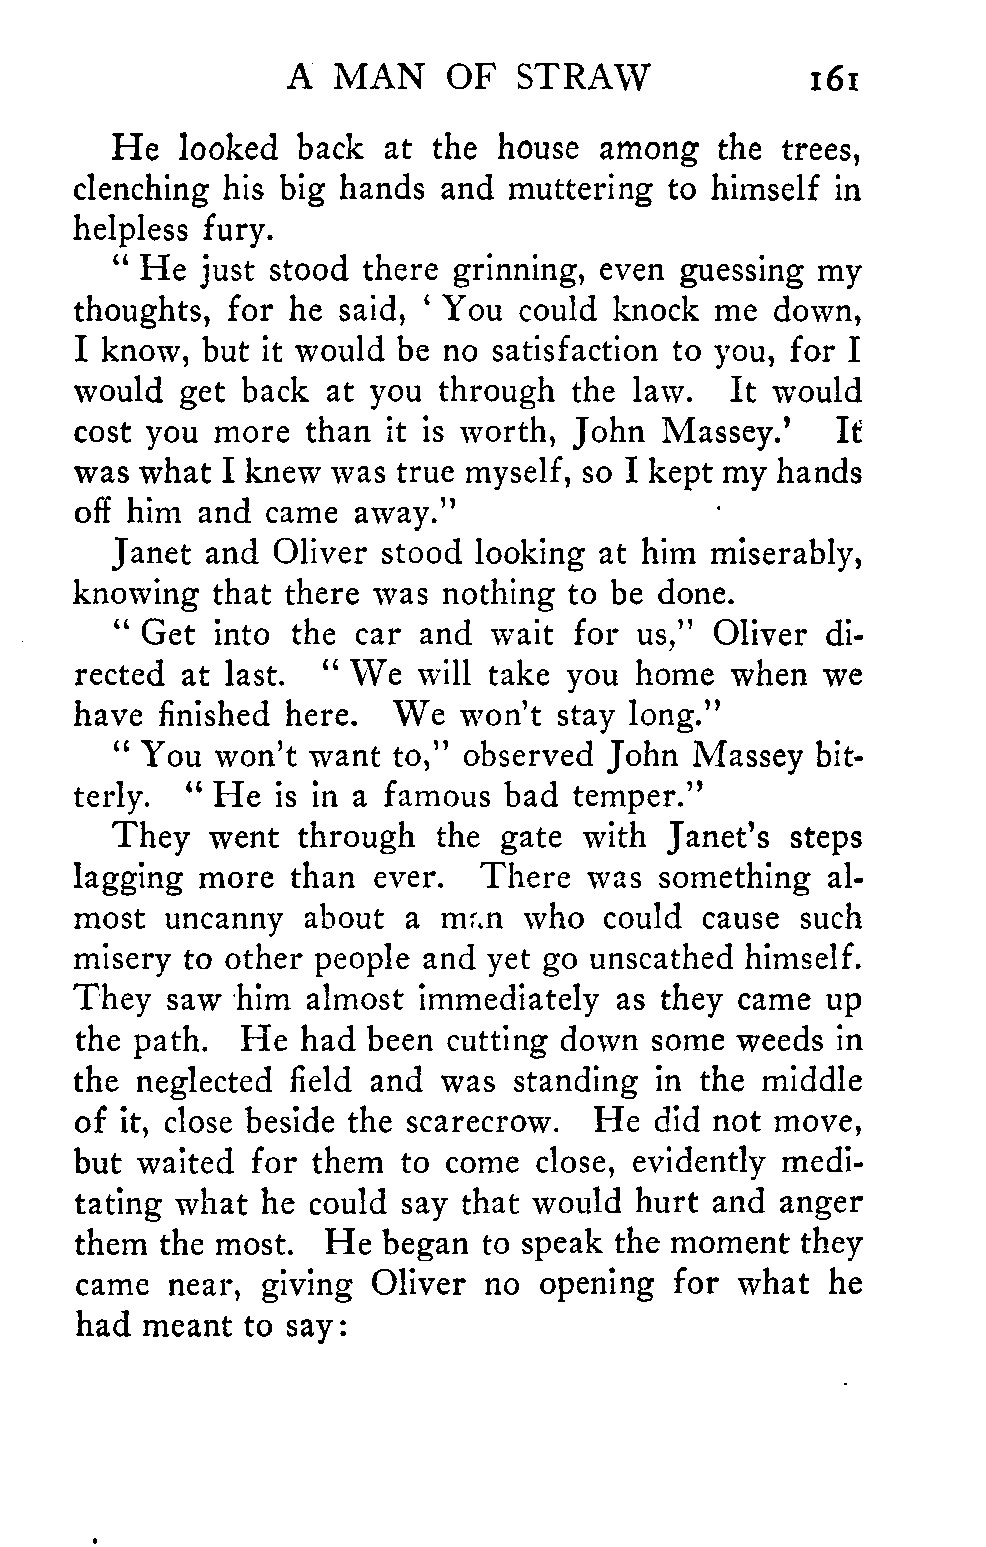 A MAN OF STRAW 161
He looked back at the house among the trees,
clenching his big hands and muttering to himself in
helpless fury.
“ He just stood there grinning, even guessing my
thoughts, for he said, ‘ You could knock me down,
I know, but it would be no satisfaction to you, for I
would get back at you through the law. It would
cost you more than it is worth, John Massey.’ It
was what I knew was true myself, so I kept my hands
off him and came away.”
Janet and Oliver stood looking at him miserably,
knowing that there was nothing to be done.
“ Get into the car and wait for us,” Oliver di-
rected at last. “ We will take you home when we
have finished here. We won’t stay long.”
“ You won’t want to,” observed John Massey bit-
terly. “ He is in a famous bad temper.”
They went through the gate with Janet’s steps
lagging more than ever. There was something al-
most uncanny about a man who could cause such
misery to other people and yet go unscathed himself.
They saw him almost immediately as they came up
the path. He had been cutting down some weeds in
the neglected field and was standing in the middle
of it, close beside the scarecrow. He did not move,
but waited for them to come close, evidently medi-
tating what he could say that would hurt and anger
them the most. He began to speak the moment they
came near, giving Oliver no opening for what he
had meant to say: